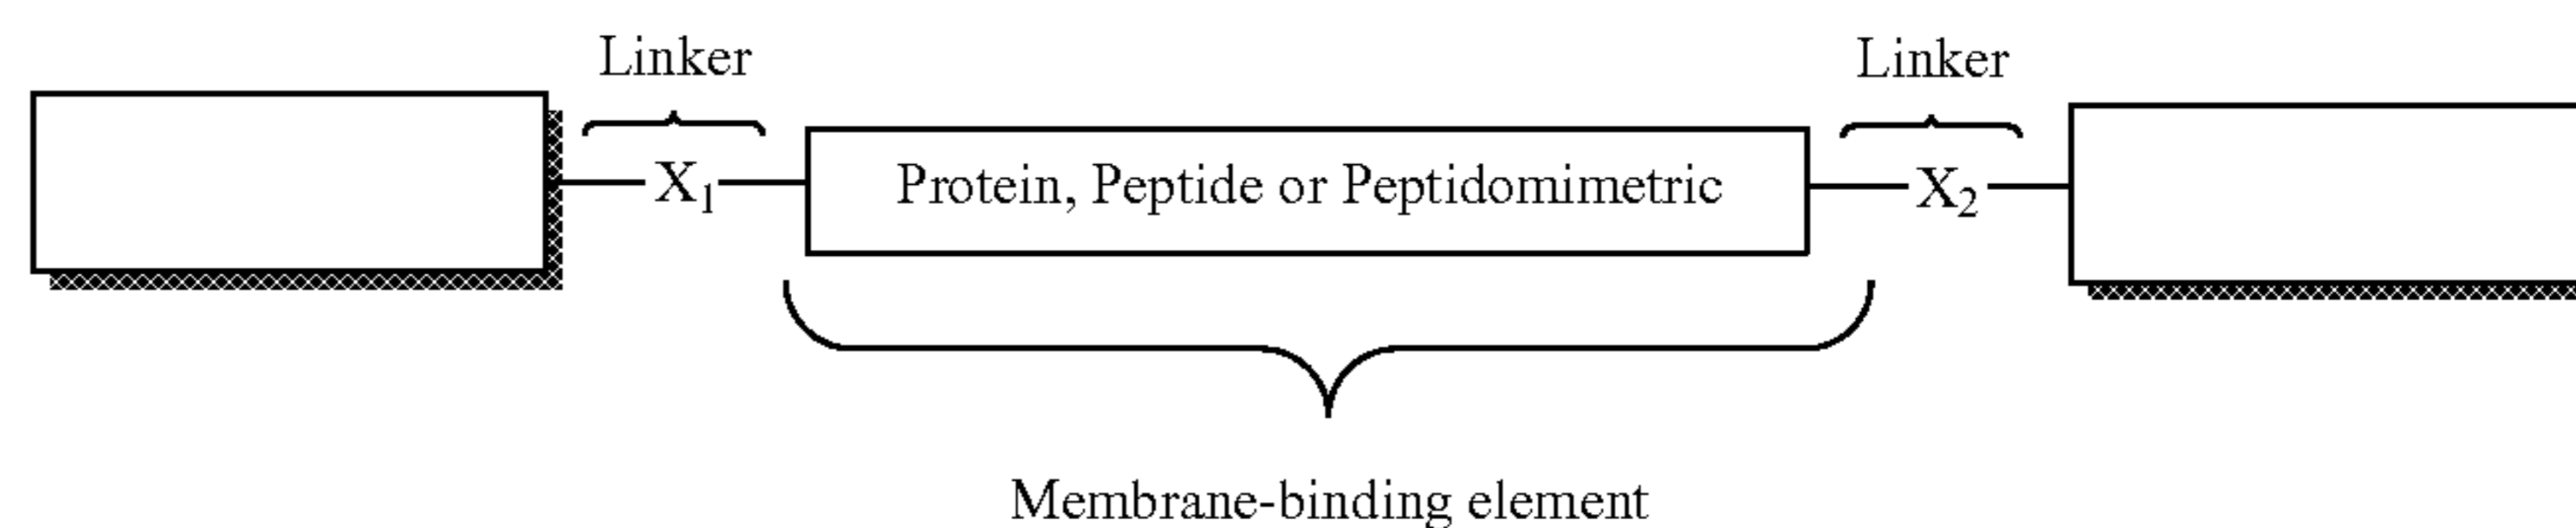 Linker
Linker
X₁
Protein, Peptide or Peptidomimetric
X₂
Membrane-binding element